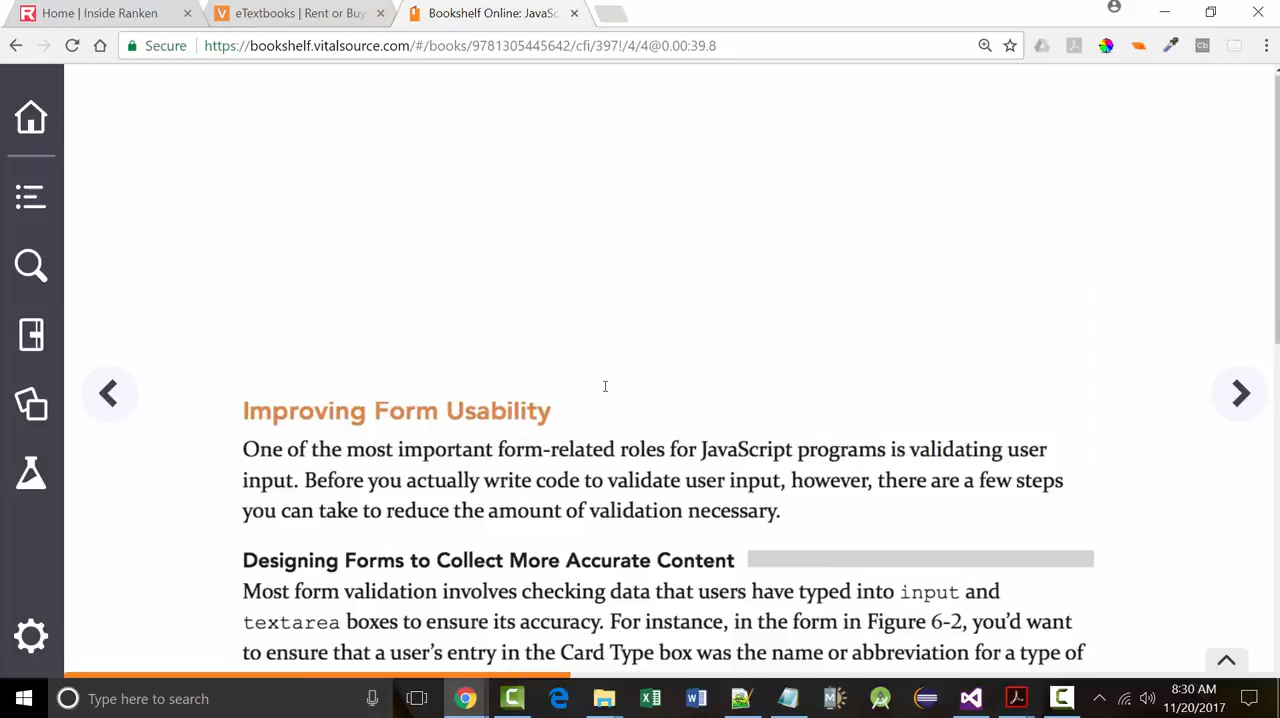 Home | Inside Ranken
eTextbooks | Rent or Buy
Bookshelf Online: JavaSc
Secure
https://bookshelf.vitalsource.com/#/books/9781305445642/cfi/397!/4/4@0.00:39.8
Improving Form Usability
One of the most important form-related roles for JavaScript programs is validating user
input. Before you actually write code to validate user input, however, there are a few steps
you can take to reduce the amount of validation necessary.
Designing Forms to Collect More Accurate Content
Most form validation involves checking data that users have typed into input and
textarea boxes to ensure its accuracy. For instance, in the form in Figure 6-2, you’d want
to ensure that a user’s entry in the Card Type box was the name or abbreviation for a type of
Type here to search
8:30 AM
11/20/2017